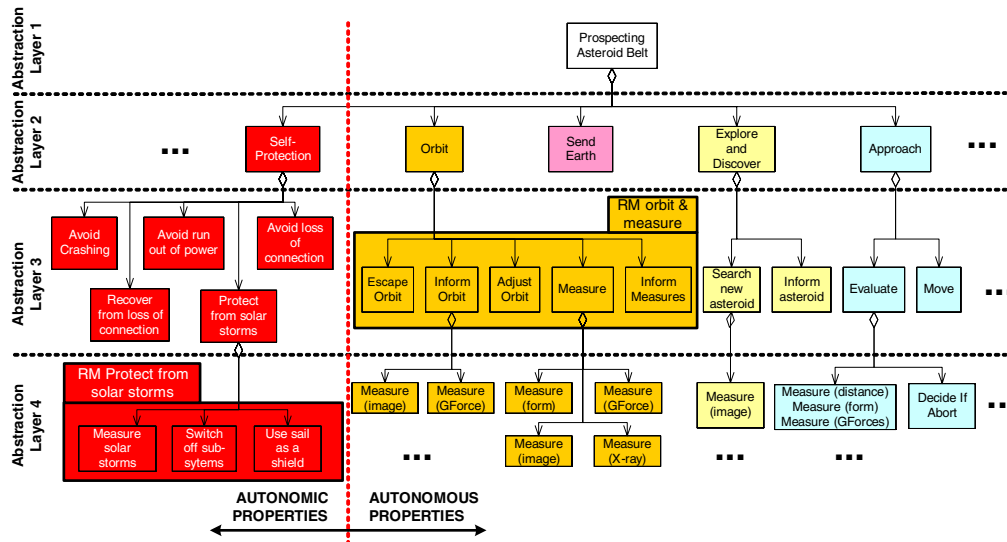 Abstraction
Layer 1
Prospecting
Asteroid Belt
Abstraction
Layer 2
...
Self-
Protection
Orbit
Send
Earth
Explore
and
Discover
Approach
...
Abstraction
Layer 3
Avoid
Crashing
Avoid run
out of power
Avoid loss
of
connection
Recover
from loss of
connection
Protect
from solar
storms
RM orbit &
measure
Escape
Orbit
Inform
Orbit
Adjust
Orbit
Measure
Inform
Measures
Search
new
asteroid
Inform
asteroid
Evaluate
Move
...
Abstraction
Layer 4
RM Protect from
solar storms
Measure
solar
storms
Switch
off sub-
sytems
Use sail
as a
shield
Measure
(image)
Measure
(GForce)
Measure
(form)
Measure
(GForce)
Measure
(image)
Measure
(X-ray)
...
Measure
(image)
...
Measure (distance)
Measure (form)
Measure (GForces)
...
Decide If
Abort
...
AUTONOMIC
PROPERTIES
AUTONOMOUS
PROPERTIES